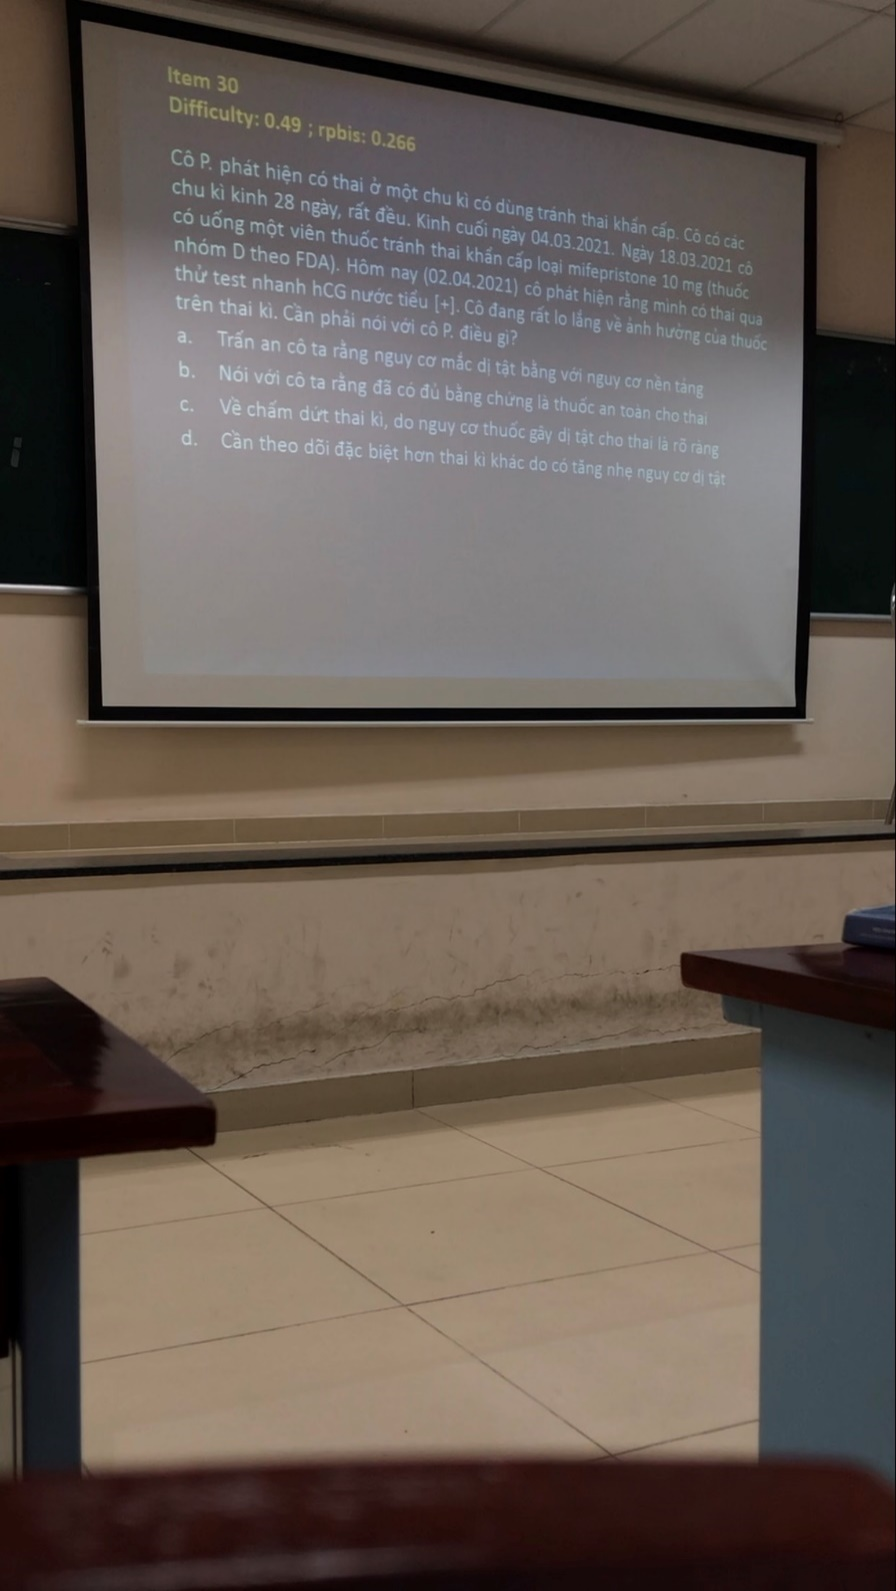 Item 30
Difficulty: 0.49 ; rpbis: 0.266
Cô P. phát hiện có thai ở một chu kì có dùng tránh thai khẩn cấp. Cô có các
chu kì kinh 28 ngày, rất đều. Kinh cuối ngày 04.03.2021. Ngày 18.03.2021 cô
có uống một viên thuốc tránh thai khẩn cấp loại mifepristone 10 mg (thuốc
nhóm D theo FDA). Hôm nay (02.04.2021) cô phát hiện rằng mình có thai qua
thử test nhanh hCG nước tiểu [+]. Cô đang rất lo lắng về ảnh hưởng của thuốc
trên thai kì. Cần phải nói với cô P. điều gì?
a. Trấn an cô ta rằng nguy cơ mắc dị tật bằng với nguy cơ nền tảng
b. Nói với cô ta rằng đã có đủ bằng chứng là thuốc an toàn cho thai
c. Về chấm dứt thai kì, do nguy cơ thuốc gây dị tật cho thai là rõ ràng
d. Cần theo dõi đặc biệt hơn thai kì khác do có tăng nhẹ nguy cơ dị tật